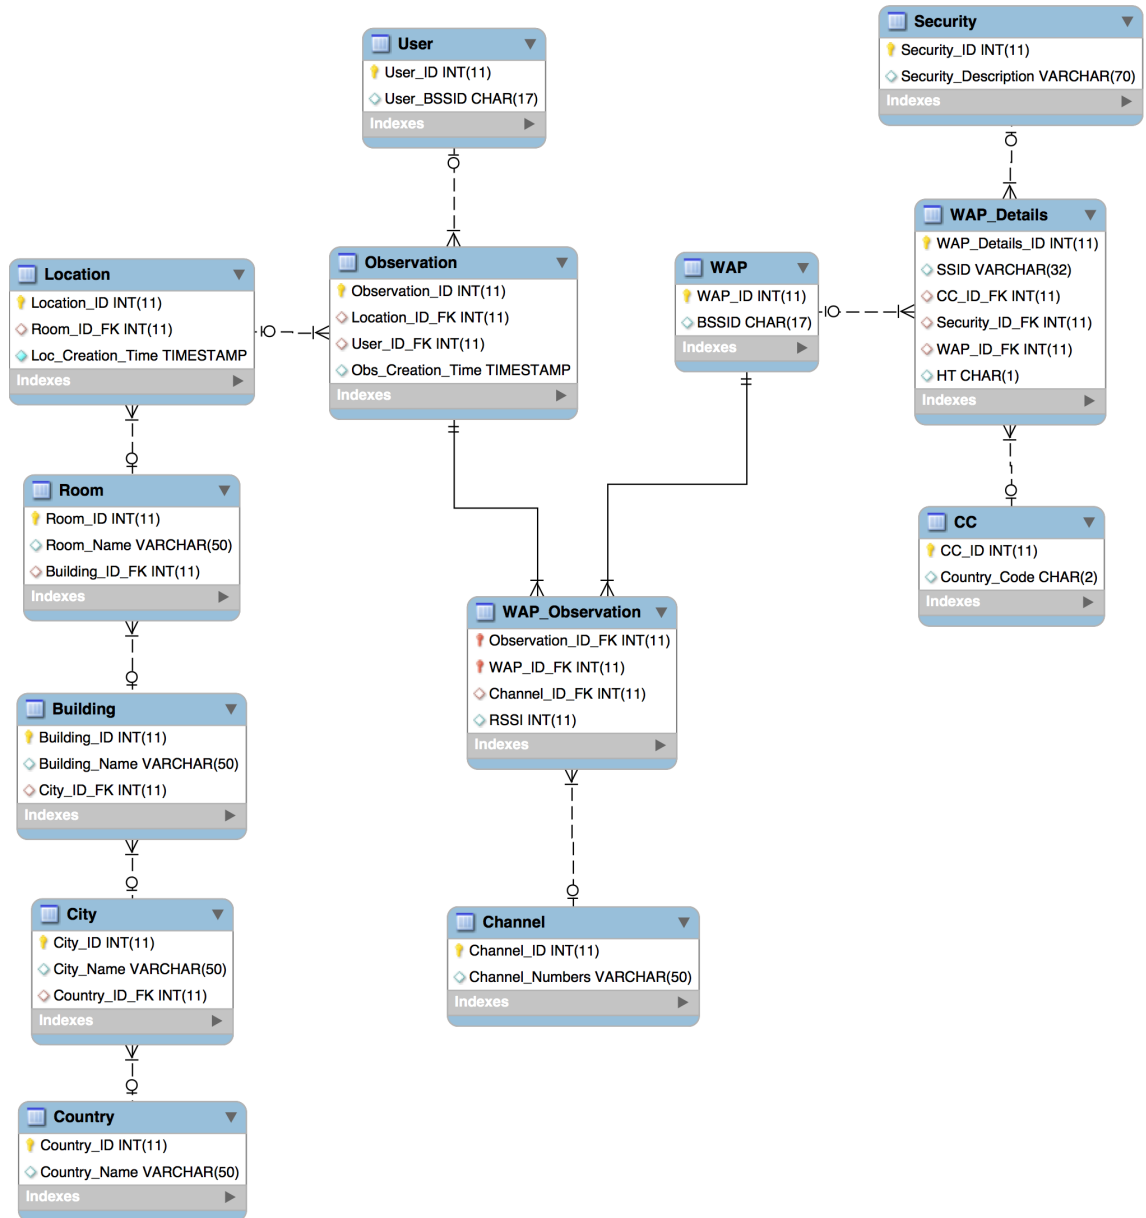 User
User_ID INT(11)
User_BSSID CHAR(17)
Indexes
Security
Security_ID INT(11)
Security_Description VARCHAR(70)
Indexes
Location
Location_ID INT(11)
Room_ID_FK INT(11)
Loc_Creation_Time TIMESTAMP
Indexes
Observation
Observation_ID INT(11)
Location_ID_FK INT(11)
User_ID_FK INT(11)
Obs_Creation_Time TIMESTAMP
Indexes
WAP
WAP_ID INT(11)
BSSID CHAR(17)
Indexes
WAP_Details
WAP_Details_ID INT(11)
SSID VARCHAR(32)
CC_ID_FK INT(11)
Security_ID_FK INT(11)
WAP_ID_FK INT(11)
HT CHAR(1)
Indexes
Room
Room_ID INT(11)
Room_Name VARCHAR(50)
Building_ID_FK INT(11)
Indexes
CC
CC_ID INT(11)
Country_Code CHAR(2)
Indexes
WAP_Observation
Observation_ID_FK INT(11)
WAP_ID_FK INT(11)
Channel_ID_FK INT(11)
RSSI INT(11)
Indexes
Building
Building_ID INT(11)
Building_Name VARCHAR(50)
City_ID_FK INT(11)
Indexes
City
City_ID INT(11)
City_Name VARCHAR(50)
Country_ID_FK INT(11)
Indexes
Channel
Channel_ID INT(11)
Channel_Numbers VARCHAR(50)
Indexes
Country
Country_ID INT(11)
Country_Name VARCHAR(50)
Indexes